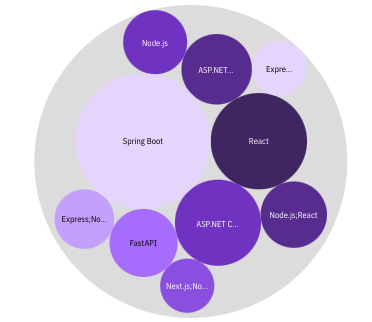 Node.js
ASP.NET...
Expre...
Spring Boot
React
Express;No...
Node.js;React
ASP.NET C...
FastAPI
Next.js;No...